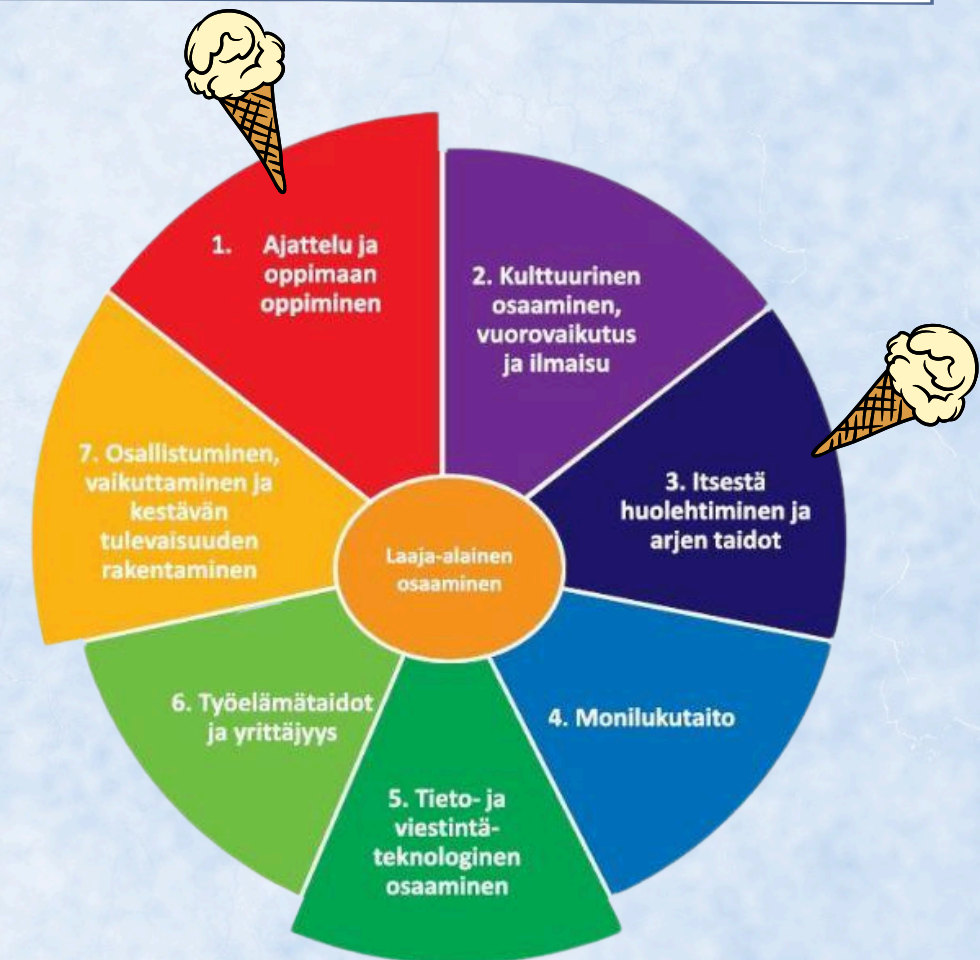 1. Ajattelu ja
oppimaan
oppiminen
2. Kulttuurinen
osaaminen,
vuorovaikutus
ja ilmaisu
3. Itsestä
huolehtiminen ja
arjen taidot
4. Monilukutaito
5. Tieto- ja
viestintä-
teknologinen
osaaminen
6. Työelämätaidot
ja yrittäjyys
7. Osallistuminen,
vaikuttaminen ja
kestävän
tulevaisuuden
rakentaminen
Laaja-alainen
osaaminen